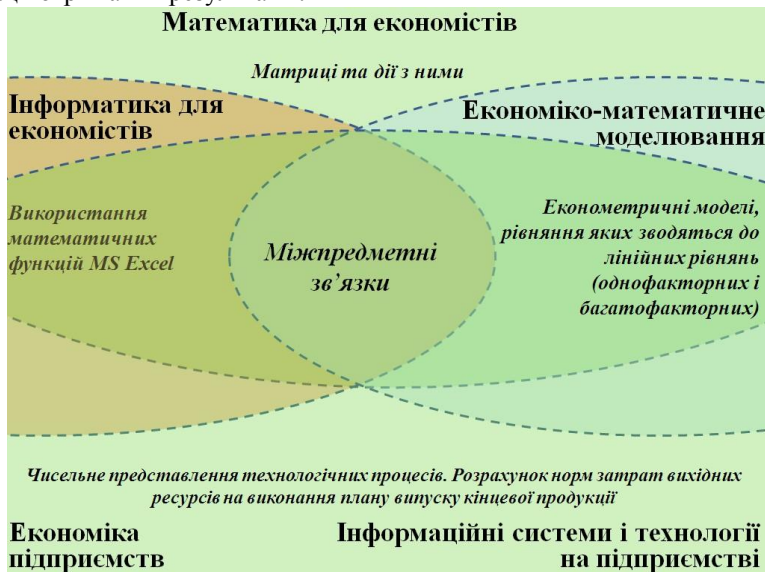 Математика для економістів
Матриці та дії з ними
Інформатика для
економістів
Економіко-математичне
моделювання
Використання
математичних
функцій MS Excel
Міжпредметні
зв’язки
Економетричні моделі,
рівняння яких зводяться до
лінійних рівнянь
(однофакторних і
багатофакторних)
Чисельне представлення технологічних процесів. Розрахунок норм затрат вихідних
ресурсів на виконання плану випуску кінцевої продукції
Економіка
підприємств
Інформаційні системи і технології
на підприємстві